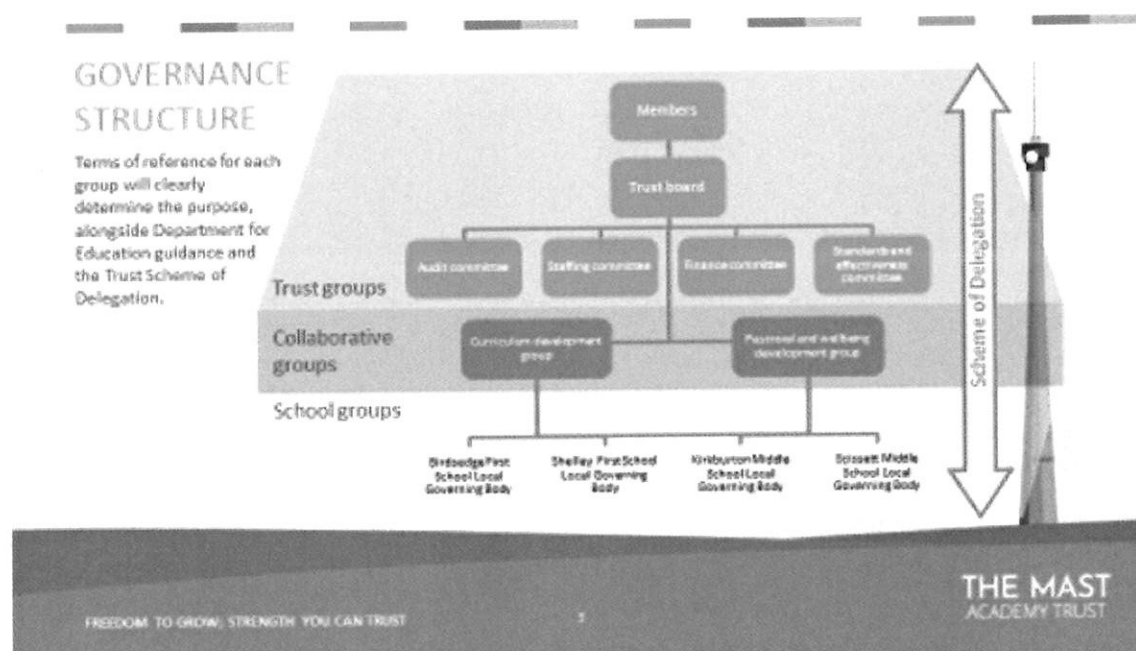 GOVERNANCE
STRUCTURE
Terms of reference for each
group will clearly
determine the purpose,
alongside Department for
Education guidance and
the Trust Scheme of
Delegation.
Members
Trust board
Audit committee
Staffing committee
Finance committee
Standards and
effectiveness
committee
Trust groups
Collaborative
groups
Curriculum development
group
Pastoral and wellbeing
development group
School groups
Birdsedge First
School Local
Governing Body
Shelley First School
Local Governing
Body
Kirkburton Middle
School Local
Governing Body
Scissett Middle
School Local
Governing Body
Scheme of Delegation
FREEDOM TO GROW; STRENGTH YOU CAN TRUST
3
THE MAST
ACADEMY TRUST